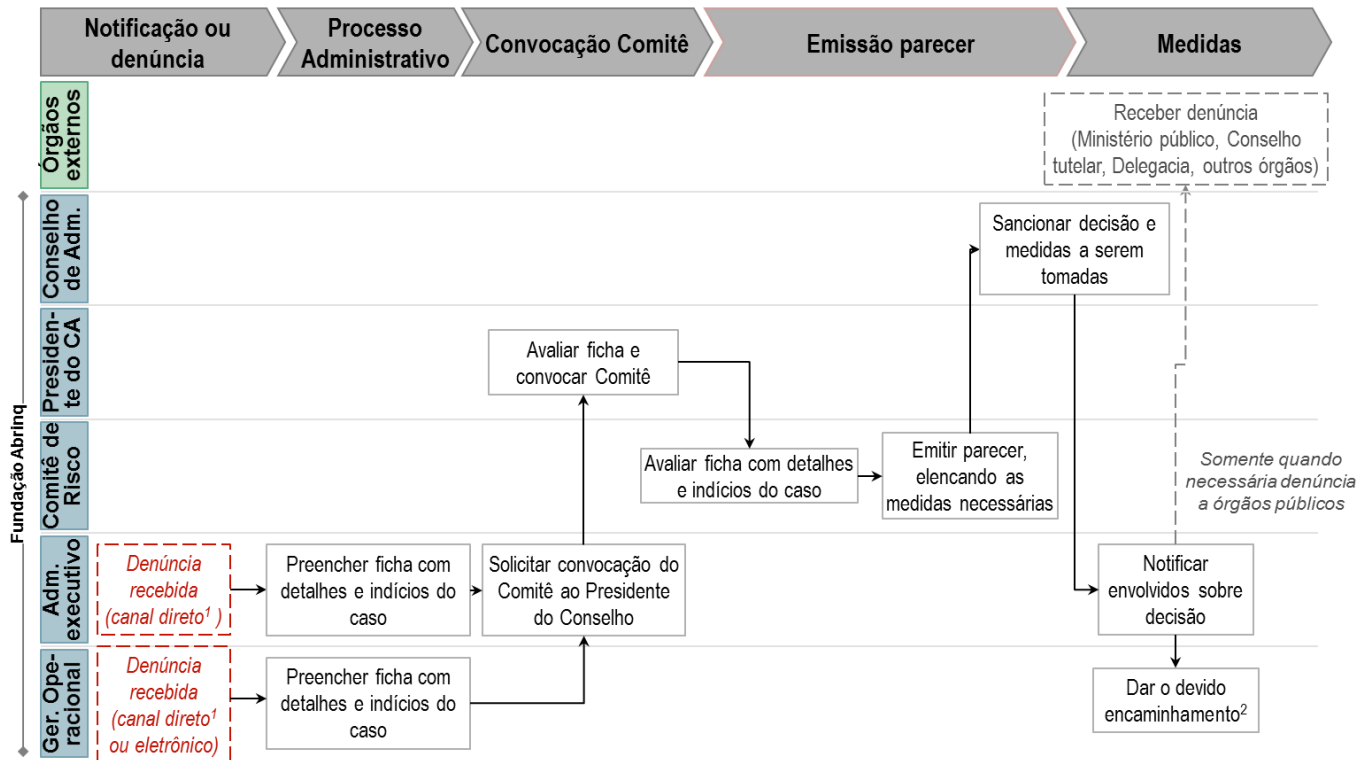 Notificação ou
denúncia
Processo
Administrativo
Convocação Comitê
Emissão parecer
Medidas
Órgãos
externos
Receber denúncia
(Ministério público, Conselho
tutelar, Delegacia, outros órgãos)
Fundação Abrinq
Conselho
de Adm.
Sancionar decisão e
medidas a serem
tomadas
Presiden-
te do CA
Avaliar ficha e
convocar Comitê
Comitê de
Risco
Avaliar ficha com detalhes
e indícios do caso
Emitir parecer,
elencando as
medidas necessárias
Somente quando
necessária denúncia
a órgãos públicos
Adm.
executivo
Denúncia
recebida
(canal direto¹ )
Preencher ficha com
detalhes e indícios do
caso
Solicitar convocação do
Comitê ao Presidente
do Conselho
Notificar
envolvidos sobre
decisão
Ger. Ope-
racional
Denúncia
recebida
(canal direto¹
ou eletrônico)
Preencher ficha com
detalhes e indícios do
caso
Dar o devido
encaminhamento²